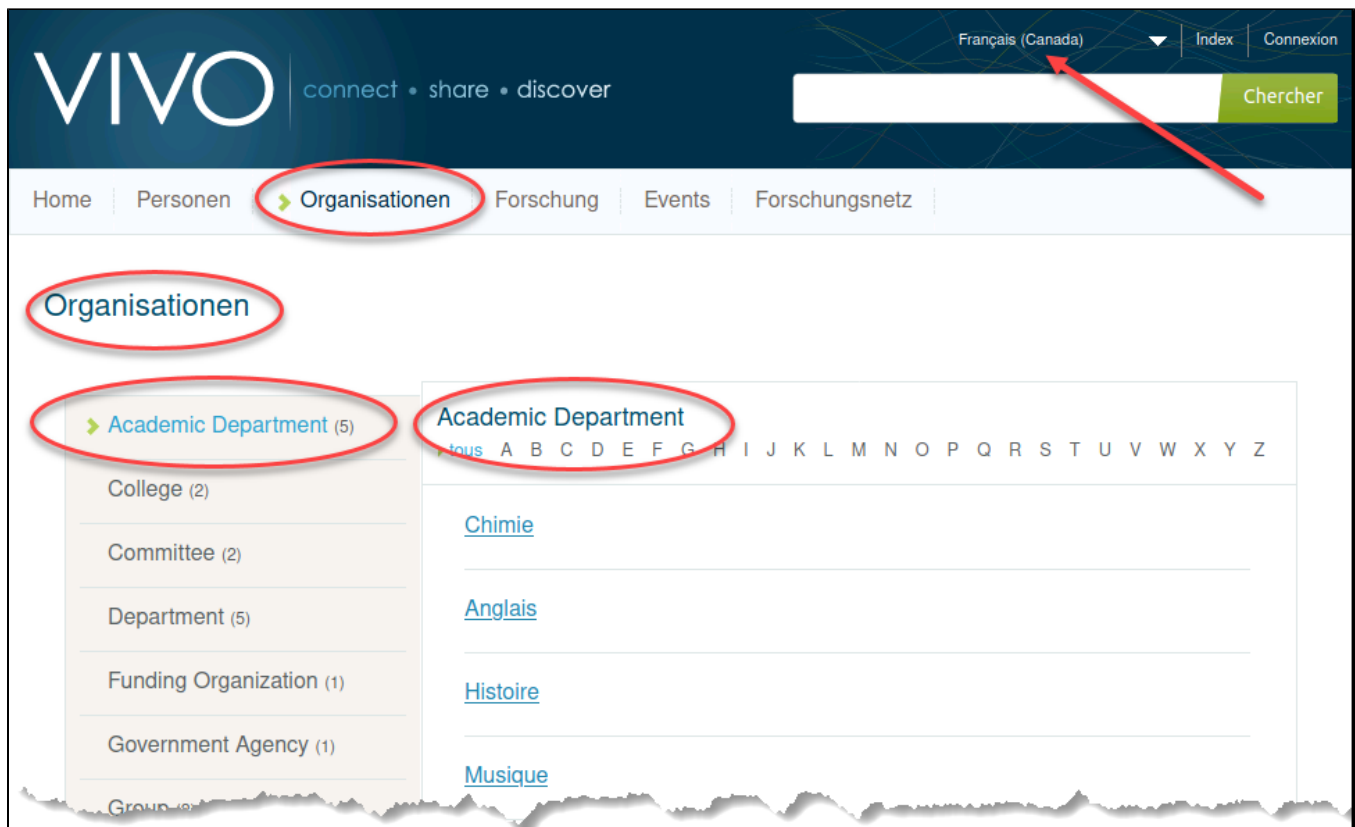 Français (Canada) Index Connexion
VIVO connect • share • discover
Chercher
Home Personen Organisationen Forschung Events Forschungsnetz
Organisationen
Academic Department (5)
College (2)
Committee (2)
Department (5)
Funding Organization (1)
Government Agency (1)
Group
Academic Department
tous A B C D E F G H I J K L M N O P Q R S T U V W X Y Z
Chimie
Anglais
Histoire
Musique